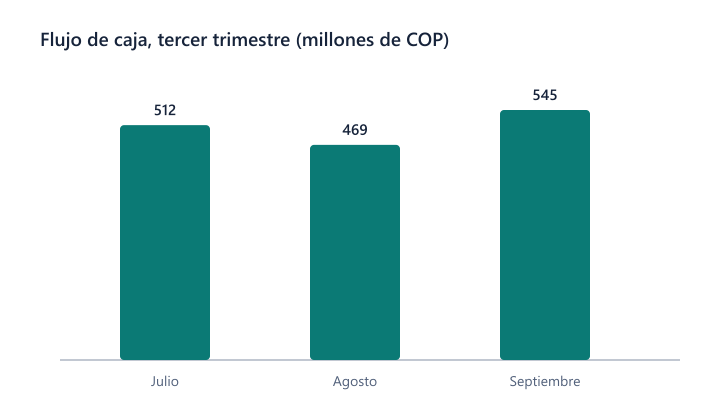 Flujo de caja, tercer trimestre (millones de COP)
512
469
545
Julio
Agosto
Septiembre